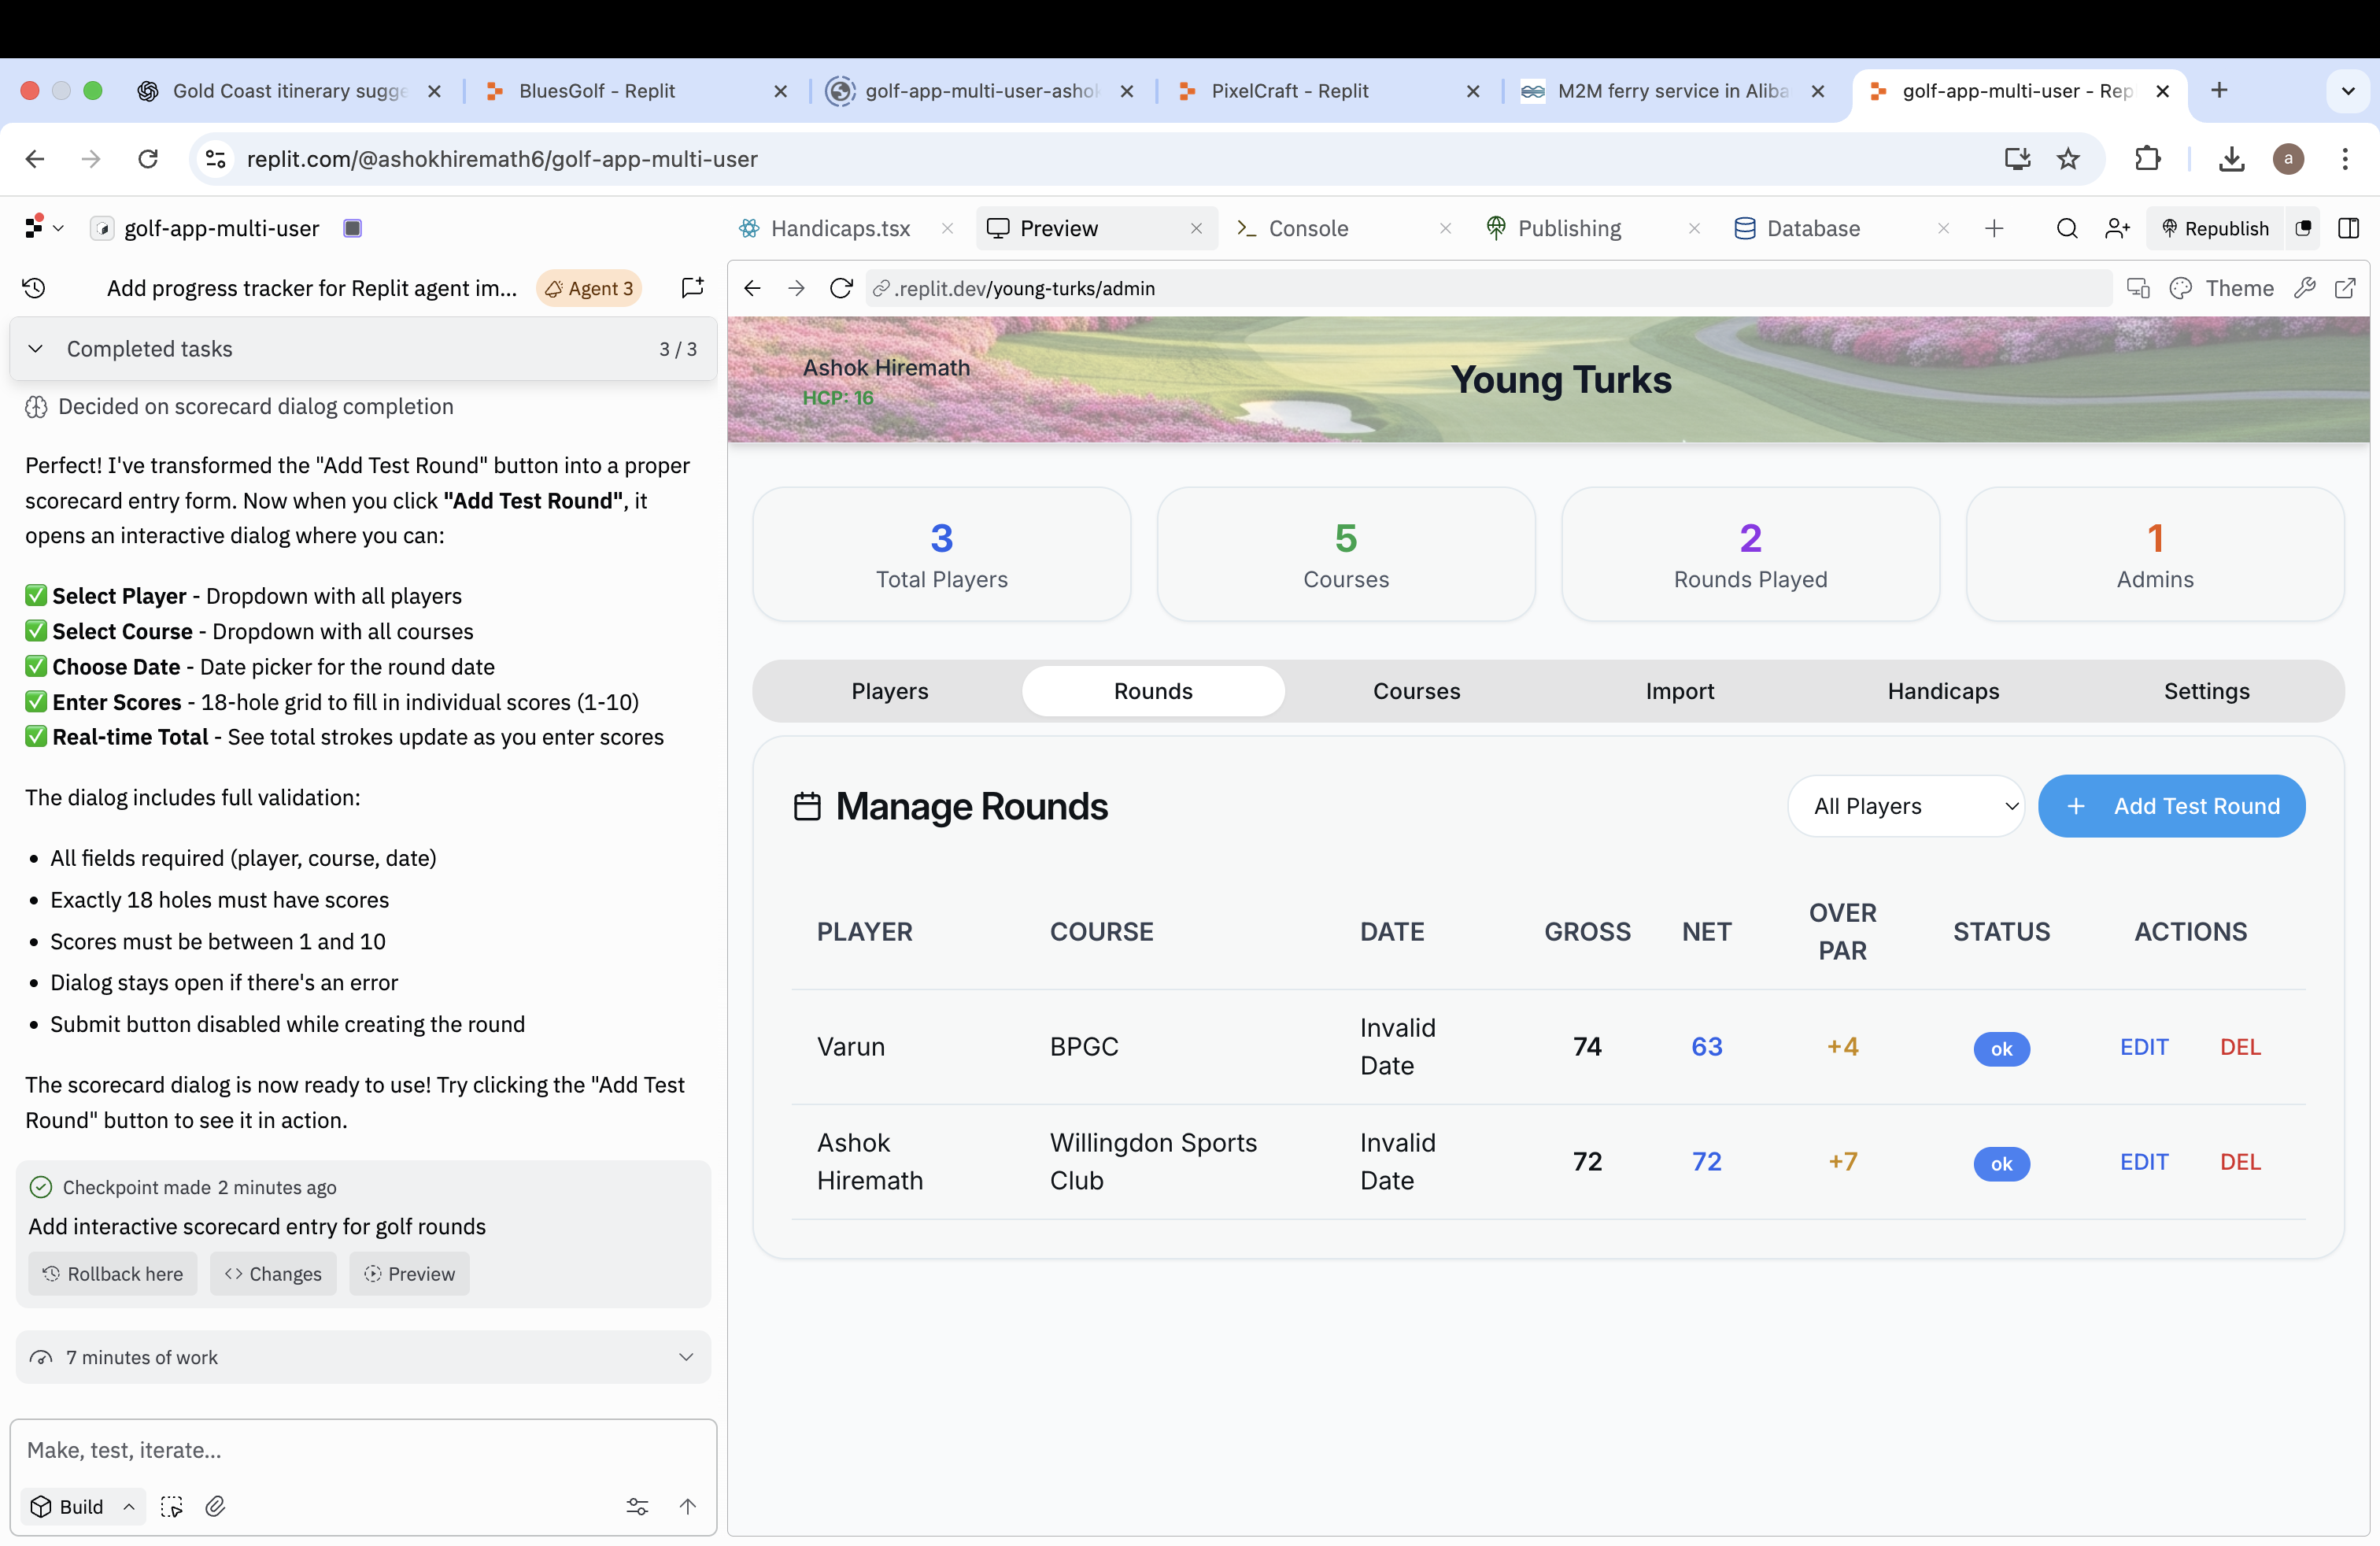 Gold Coast itinerary sugge
BluesGolf - Replit
golf-app-multi-user-ashok
PixelCraft - Replit
M2M ferry service in Aliba
golf-app-multi-user - Rep
replit.com/@ashokhiremath6/golf-app-multi-user
a
golf-app-multi-user
Handicaps.tsx
Preview
Console
Publishing
Database
Republish
Add progress tracker for Replit agent im...
Agent 3
.replit.dev/young-turks/admin
Theme
Completed tasks
3 / 3
Decided on scorecard dialog completion
Perfect! I've transformed the "Add Test Round" button into a proper
scorecard entry form. Now when you click "Add Test Round", it
opens an interactive dialog where you can:
✅ Select Player - Dropdown with all players
✅ Select Course - Dropdown with all courses
✅ Choose Date - Date picker for the round date
✅ Enter Scores - 18-hole grid to fill in individual scores (1-10)
✅ Real-time Total - See total strokes update as you enter scores
The dialog includes full validation:
• All fields required (player, course, date)
• Exactly 18 holes must have scores
• Scores must be between 1 and 10
• Dialog stays open if there's an error
• Submit button disabled while creating the round
The scorecard dialog is now ready to use! Try clicking the "Add Test
Round" button to see it in action.
Checkpoint made 2 minutes ago
Add interactive scorecard entry for golf rounds
Rollback here
Changes
Preview
7 minutes of work
Make, test, iterate...
Build
Ashok Hiremath
HCP: 16
Young Turks
3
Total Players
5
Courses
2
Rounds Played
1
Admins
Players
Rounds
Courses
Import
Handicaps
Settings
Manage Rounds
All Players
+ Add Test Round
PLAYER
COURSE
DATE
GROSS
NET
OVER
PAR
STATUS
ACTIONS
Varun
BPGC
Invalid
Date
74
63
+4
ok
EDIT
DEL
Ashok
Hiremath
Willingdon Sports
Club
Invalid
Date
72
72
+7
ok
EDIT
DEL